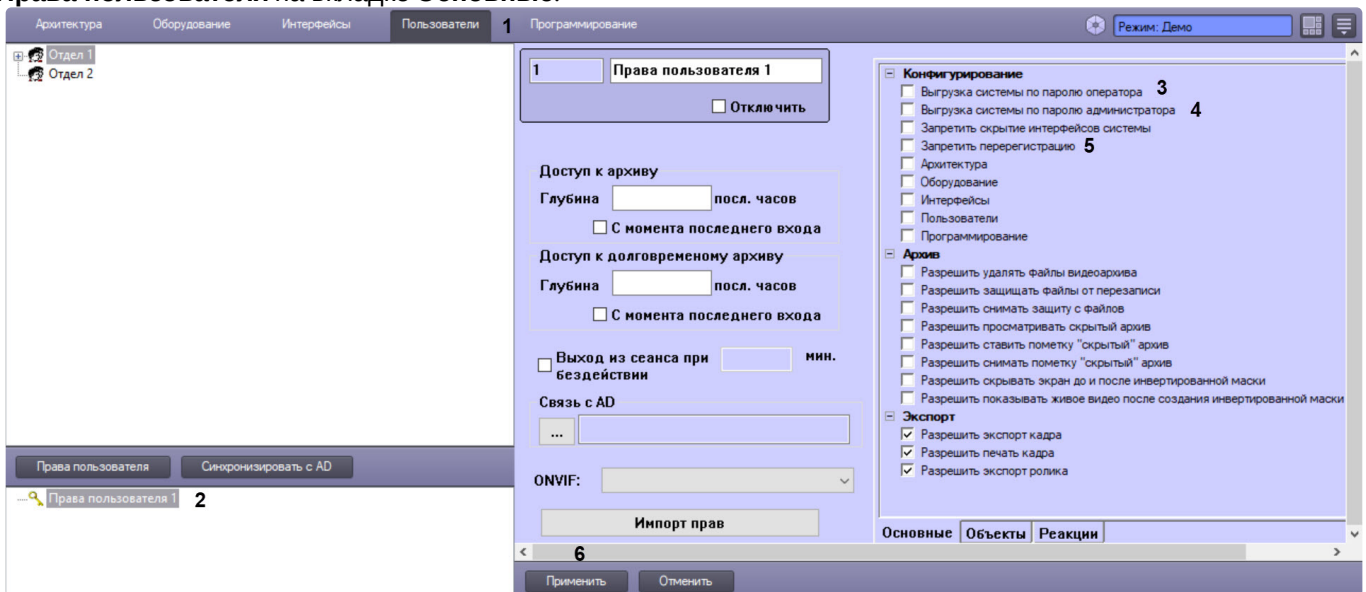 Права пользователя на вкладке Основные.
Архитектура Оборудование Интерфейсы Пользователи 1 Программирование Режим: Демо
Отдел 1
Отдел 2
1 Права пользователя 1
Отключить
Доступ к архиву
Глубина посл. часов
С момента последнего входа
Доступ к долговременому архиву
Глубина посл. часов
С момента последнего входа
Выход из сеанса при бездействии мин.
Связь с AD
...
ONVIF:
Импорт прав
Конфигурирование
Выгрузка системы по паролю оператора 3
Выгрузка системы по паролю администратора 4
Запретить скрытие интерфейсов системы
Запретить перерегистрацию 5
Архитектура
Оборудование
Интерфейсы
Пользователи
Программирование
Архив
Разрешить удалять файлы видеоархива
Разрешить защищать файлы от перезаписи
Разрешить снимать защиту с файлов
Разрешить просматривать скрытый архив
Разрешить ставить пометку "скрытый" архив
Разрешить снимать пометку "скрытый" архив
Разрешить скрывать экран до и после инвертированной маски
Разрешить показывать живое видео после создания инвертированной маски
Экспорт
Разрешить экспорт кадра
Разрешить печать кадра
Разрешить экспорт ролика
Основные Объекты Реакции
Права пользователя Синхронизировать с AD
Права пользователя 1 2
6
Применить Отменить